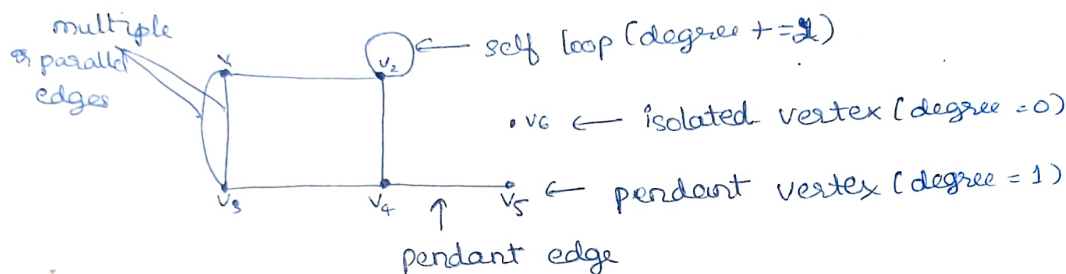 multiple
or parallel
edges
V₁
V₂
self loop (degree + = 2)
V6
isolated vertex (degree = 0)
V₃
V₄
V₅
pendant vertex (degree = 1)
pendant edge